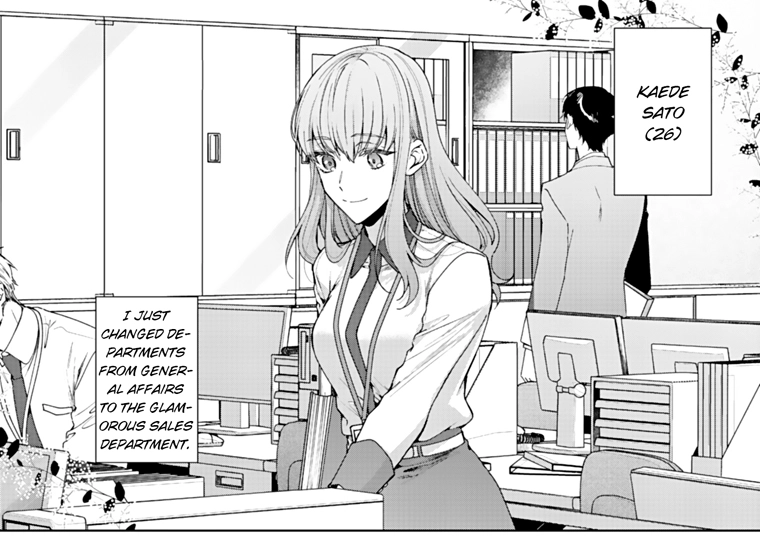 KAEDE
SATO
(26)
I JUST
CHANGED DE-
PARTMENTS
FROM GENER-
AL AFFAIRS
TO THE GLAM-
OROUS SALES
DEPARTMENT.